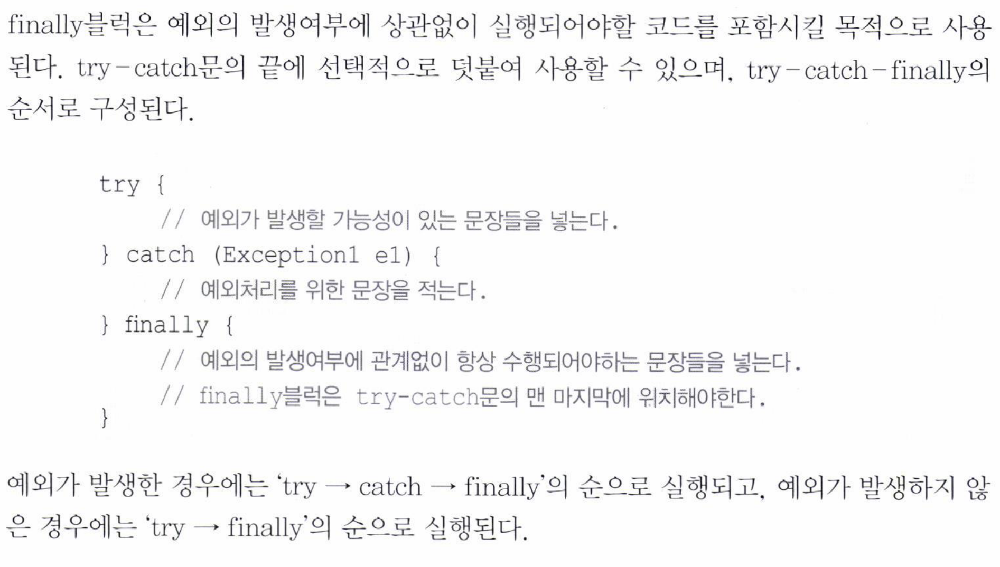 finally블럭은 예외의 발생여부에 상관없이 실행되어야할 코드를 포함시킬 목적으로 사용
된다. try-catch문의 끝에 선택적으로 덧붙여 사용할 수 있으며, try-catch-finally의
순서로 구성된다.
try {
// 예외가 발생할 가능성이 있는 문장들을 넣는다.
} catch (Exception1 e1) {
// 예외처리를 위한 문장을 적는다.
} finally {
// 예외의 발생여부에 관계없이 항상 수행되어야하는 문장들을 넣는다.
// finally블럭은 try-catch문의 맨 마지막에 위치해야한다.
}
예외가 발생한 경우에는 ‘try → catch → finally’의 순으로 실행되고, 예외가 발생하지 않
은 경우에는 ‘try → finally’의 순으로 실행된다.